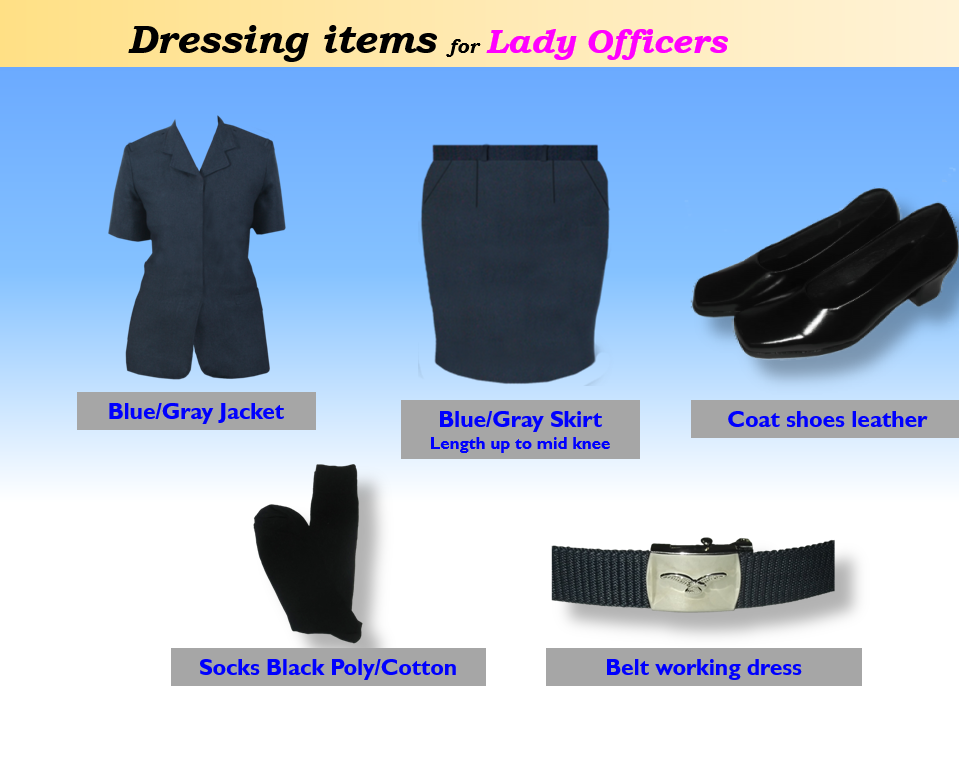 Dressing items for Lady Officers
Blue/Gray Jacket
Blue/Gray Skirt
Length up to mid knee
Coat shoes leather
Socks Black Poly/Cotton
Belt working dress